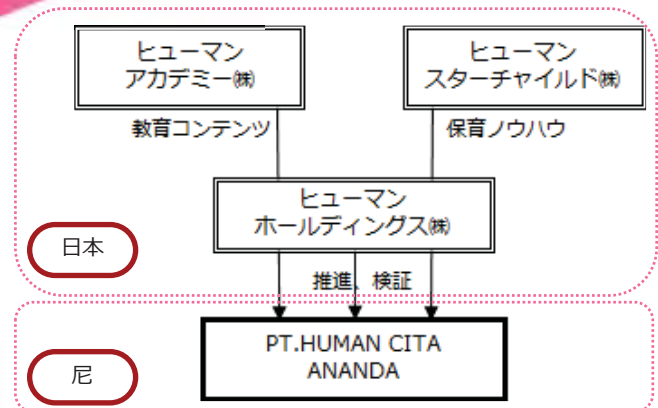 ヒューマン
アカデミー㈱
ヒューマン
スターチャイルド㈱
教育コンテンツ
保育ノウハウ
ヒューマン
ホールディングス㈱
日本
推進、検証
PT.HUMAN CITA
ANANDA
尼